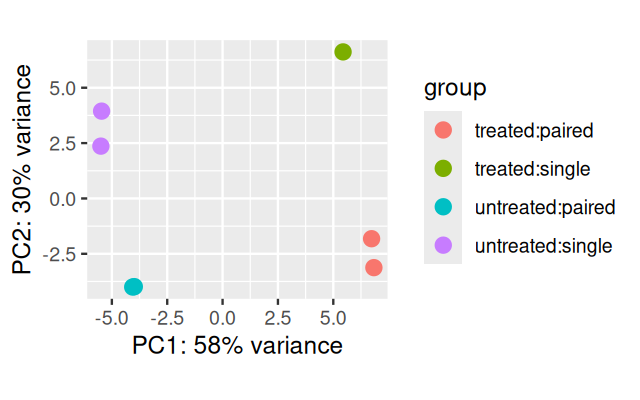 PC2: 30% variance
5.0
2.5
0.0
-2.5
-5.0 -2.5 0.0 2.5 5.0
PC1: 58% variance
group
treated:paired
treated:single
untreated:paired
untreated:single